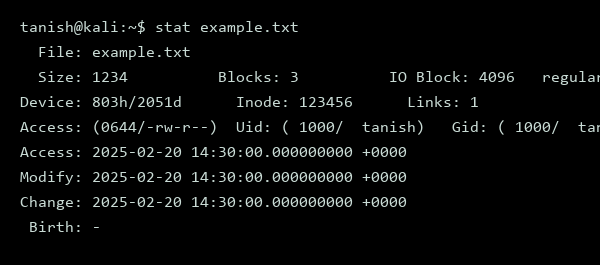 tanish@kali:~$ stat example.txt
  File: example.txt
  Size: 1234          Blocks: 3          IO Block: 4096   regular
Device: 803h/2051d      Inode: 123456      Links: 1
Access: (0644/-rw-r--)  Uid: ( 1000/  tanish)   Gid: ( 1000/  tan
Access: 2025-02-20 14:30:00.000000000 +0000
Modify: 2025-02-20 14:30:00.000000000 +0000
Change: 2025-02-20 14:30:00.000000000 +0000
 Birth: -